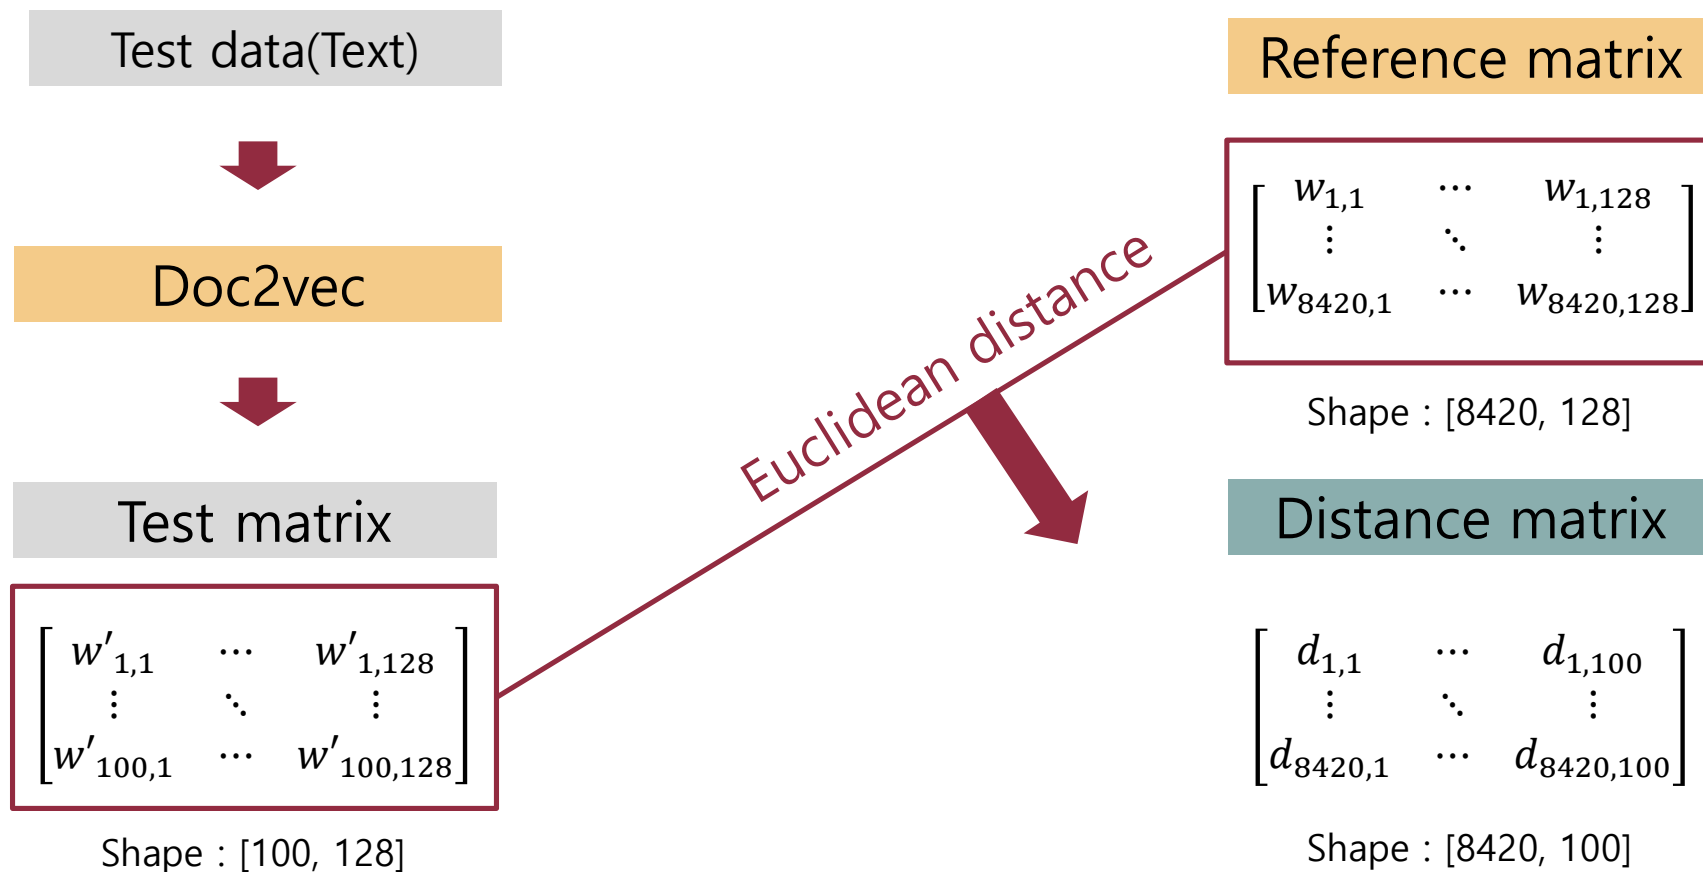 Test data(Text)
Doc2vec
Test matrix
w'₁,₁ ⋯ w'₁,₁₂₈
⋮ ⋱ ⋮
w'₁₀₀,₁ ⋯ w'₁₀₀,₁₂₈
Shape : [100, 128]
Euclidean distance
Reference matrix
w₁,₁ ⋯ w₁,₁₂₈
⋮ ⋱ ⋮
w₈₄₂₀,₁ ⋯ w₈₄₂₀,₁₂₈
Shape : [8420, 128]
Distance matrix
d₁,₁ ⋯ d₁,₁₀₀
⋮ ⋱ ⋮
d₈₄₂₀,₁ ⋯ d₈₄₂₀,₁₀₀
Shape : [8420, 100]